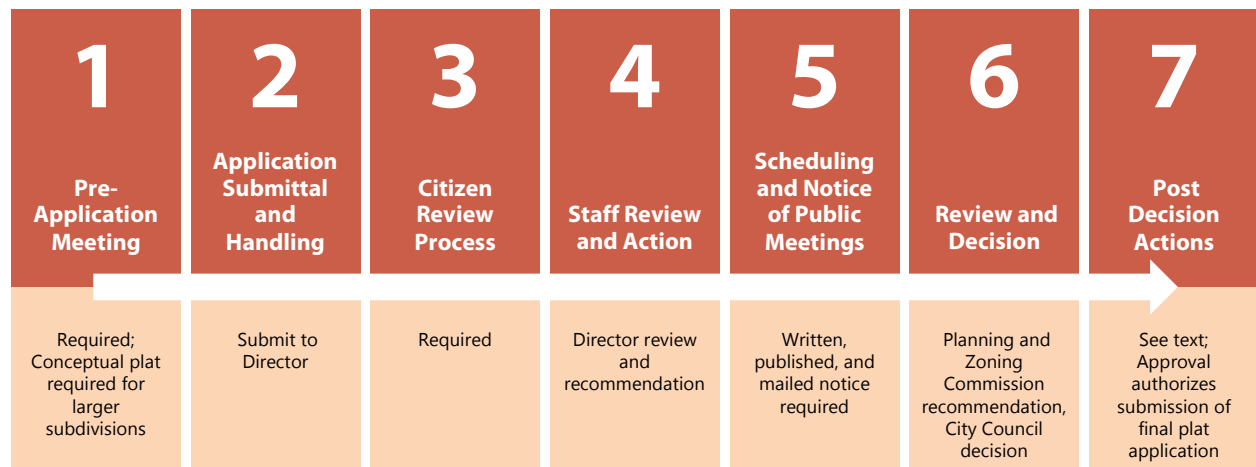 1
Pre-
Application
Meeting
Required;
Conceptual plat
required for
larger
subdivisions
2
Application
Submittal
and
Handling
Submit to
Director
3
Citizen
Review
Process
Required
4
Staff Review
and Action
Director review
and
recommendation
5
Scheduling
and Notice
of Public
Meetings
Written,
published, and
mailed notice
required
6
Review and
Decision
Planning and
Zoning
Commission
recommendation,
City Council
decision
7
Post
Decision
Actions
See text;
Approval
authorizes
submission of
final plat
application